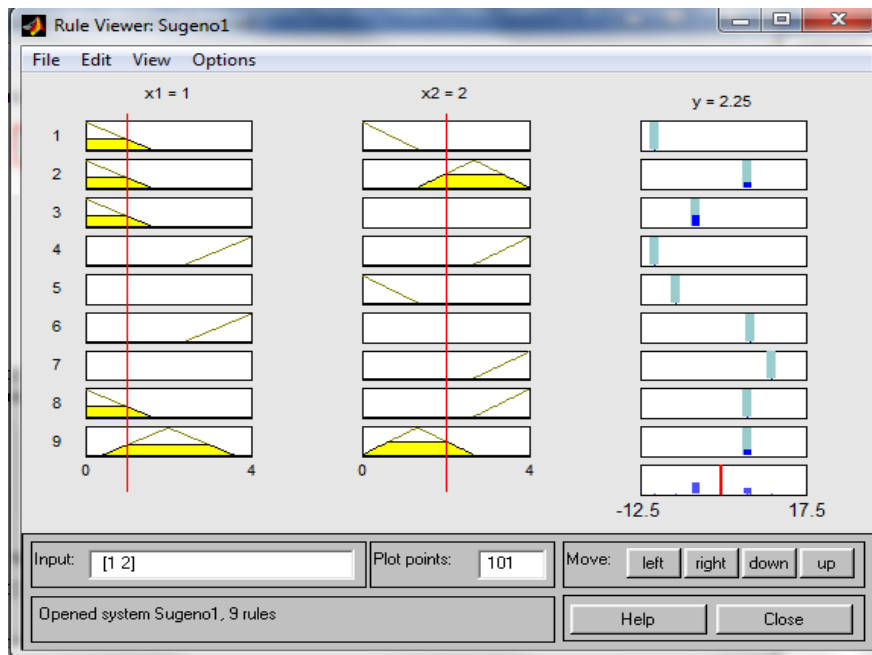 Rule Viewer: Sugeno1
File Edit View Options
x1 = 1 x2 = 2 y = 2.25
1
2
3
4
5
6
7
8
9
0 4 0 4
-12.5 17.5
Input: [1 2] Plot points: 101 Move: left right down up
Opened system Sugeno1, 9 rules Help Close